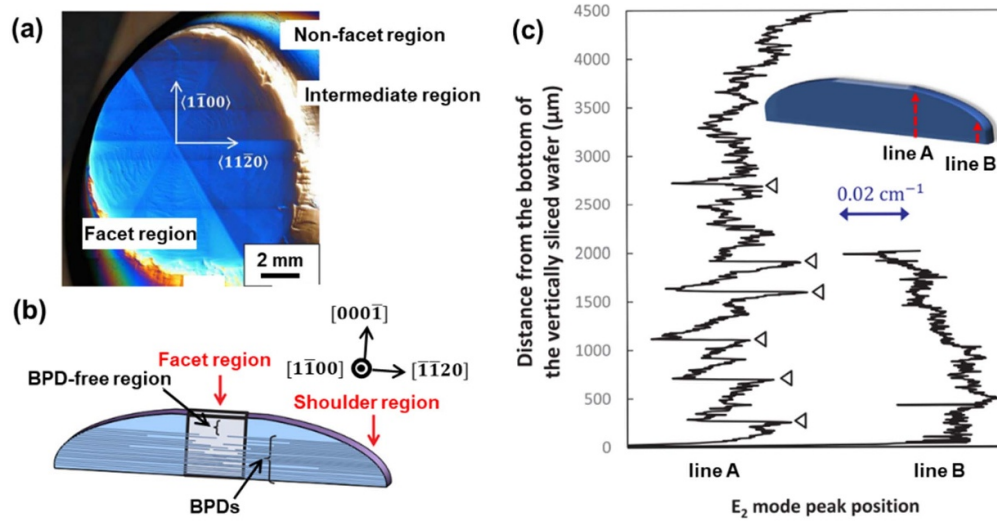 (a)
Non-facet region
Intermediate region
⟨11̄00⟩
⟨112̄0⟩
Facet region
2 mm
(b)
[0001̄]
[11̄00]
[1̄1̄20]
Facet region
BPD-free region
Shoulder region
BPDs
(c)
Distance from the bottom of
the vertically sliced wafer (μm)
4500
4000
3500
3000
2500
2000
1500
1000
500
0
line A
line B
0.02 cm⁻¹
line A
line B
E₂ mode peak position